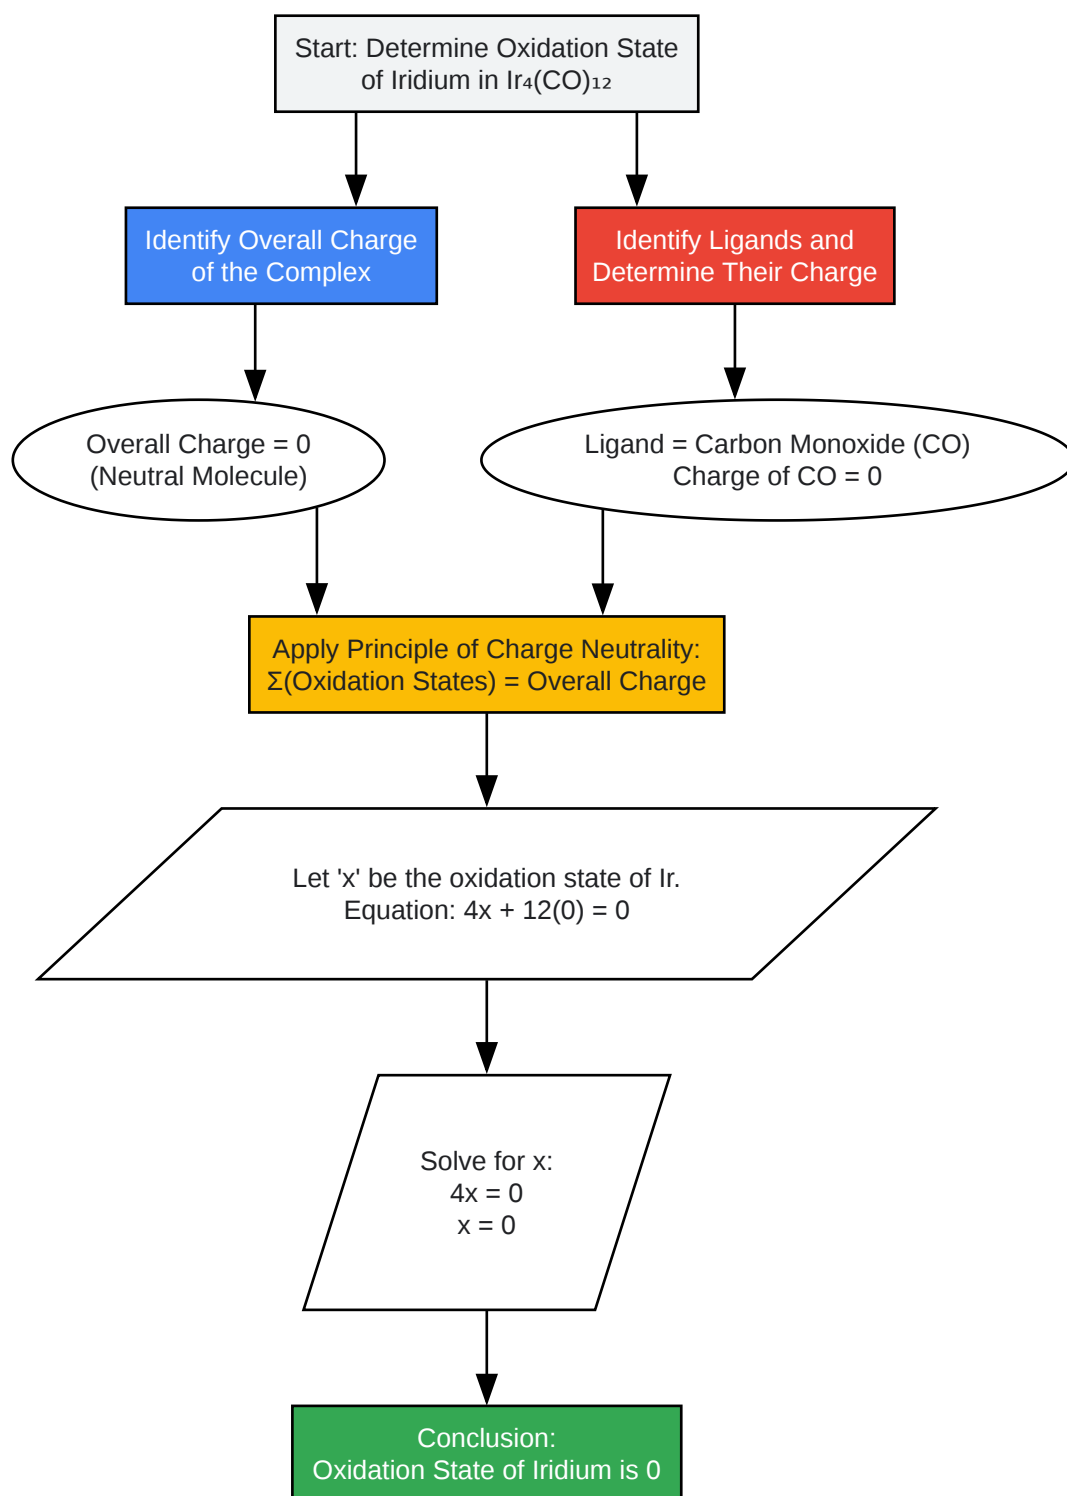 Start: Determine Oxidation State
of Iridium in Ir₄(CO)₁₂
Identify Overall Charge
of the Complex
Identify Ligands and
Determine Their Charge
Overall Charge = 0
(Neutral Molecule)
Ligand = Carbon Monoxide (CO)
Charge of CO = 0
Apply Principle of Charge Neutrality:
Σ(Oxidation States) = Overall Charge
Let 'x' be the oxidation state of Ir.
Equation: 4x + 12(0) = 0
Solve for x:
4x = 0
x = 0
Conclusion:
Oxidation State of Iridium is 0